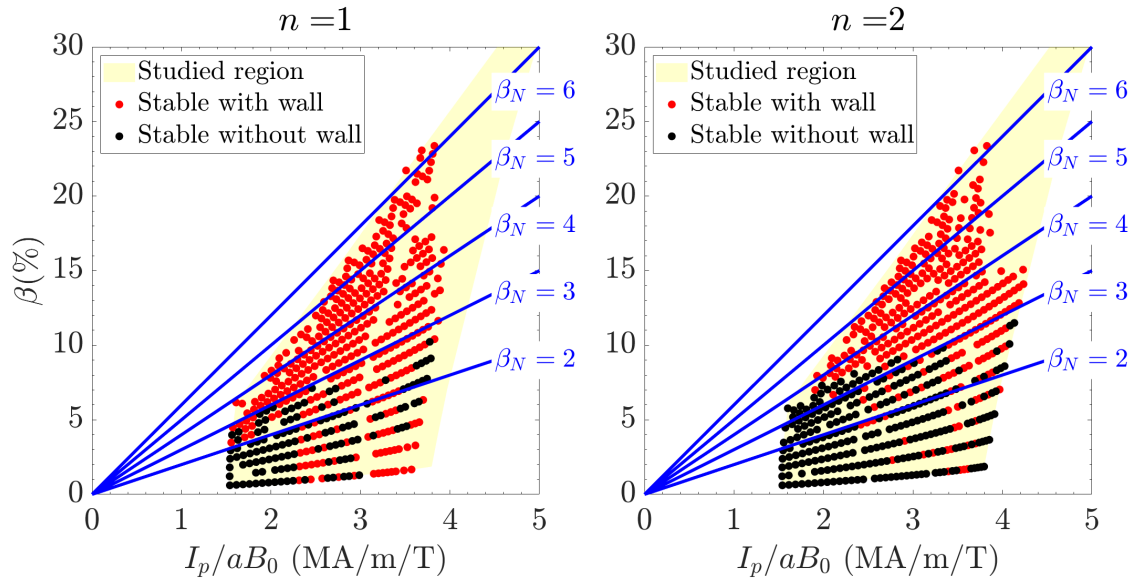 n =1
30
25
20
15
10
5
0
β(%)
Studied region
Stable with wall
Stable without wall
β_N = 6
β_N = 5
β_N = 4
β_N = 3
β_N = 2
0 1 2 3 4 5
I_p/aB_0 (MA/m/T)
n =2
30
25
20
15
10
5
0
Studied region
Stable with wall
Stable without wall
β_N = 6
β_N = 5
β_N = 4
β_N = 3
β_N = 2
0 1 2 3 4 5
I_p/aB_0 (MA/m/T)